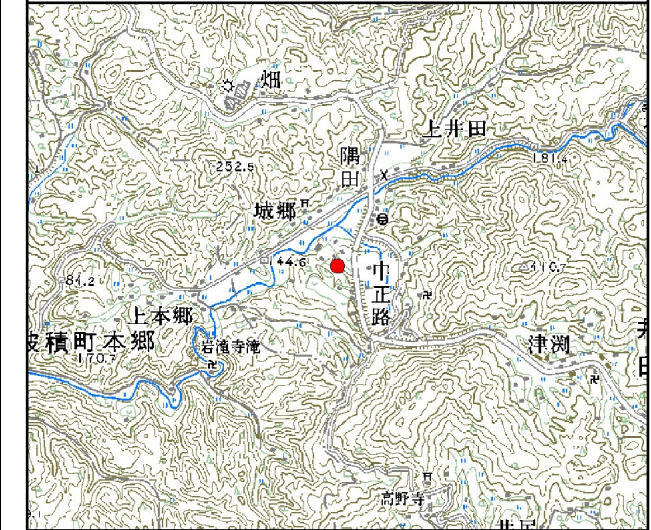 畑
上井田
隅田
252.5
181.4
城郷
44.6
中正路
84.2
410.7
上本郷
波積町本郷
170.7
岩滝寺滝
津渕
井田
高野寺